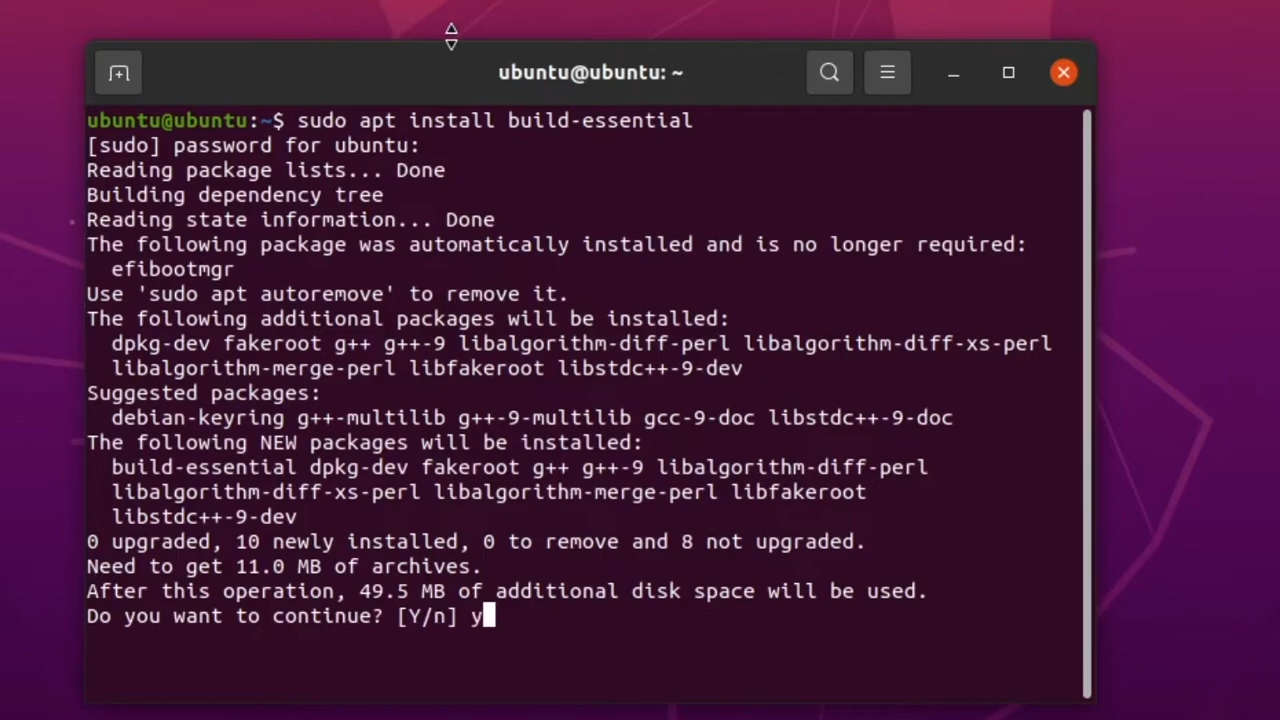 ubuntu@ubuntu: ~
ubuntu@ubuntu:~$ sudo apt install build-essential
[sudo] password for ubuntu:
Reading package lists... Done
Building dependency tree
Reading state information... Done
The following package was automatically installed and is no longer required:
  efibootmgr
Use 'sudo apt autoremove' to remove it.
The following additional packages will be installed:
  dpkg-dev fakeroot g++ g++-9 libalgorithm-diff-perl libalgorithm-diff-xs-perl
  libalgorithm-merge-perl libfakeroot libstdc++-9-dev
Suggested packages:
  debian-keyring g++-multilib g++-9-multilib gcc-9-doc libstdc++-9-doc
The following NEW packages will be installed:
  build-essential dpkg-dev fakeroot g++ g++-9 libalgorithm-diff-perl
  libalgorithm-diff-xs-perl libalgorithm-merge-perl libfakeroot
  libstdc++-9-dev
0 upgraded, 10 newly installed, 0 to remove and 8 not upgraded.
Need to get 11.0 MB of archives.
After this operation, 49.5 MB of additional disk space will be used.
Do you want to continue? [Y/n] y